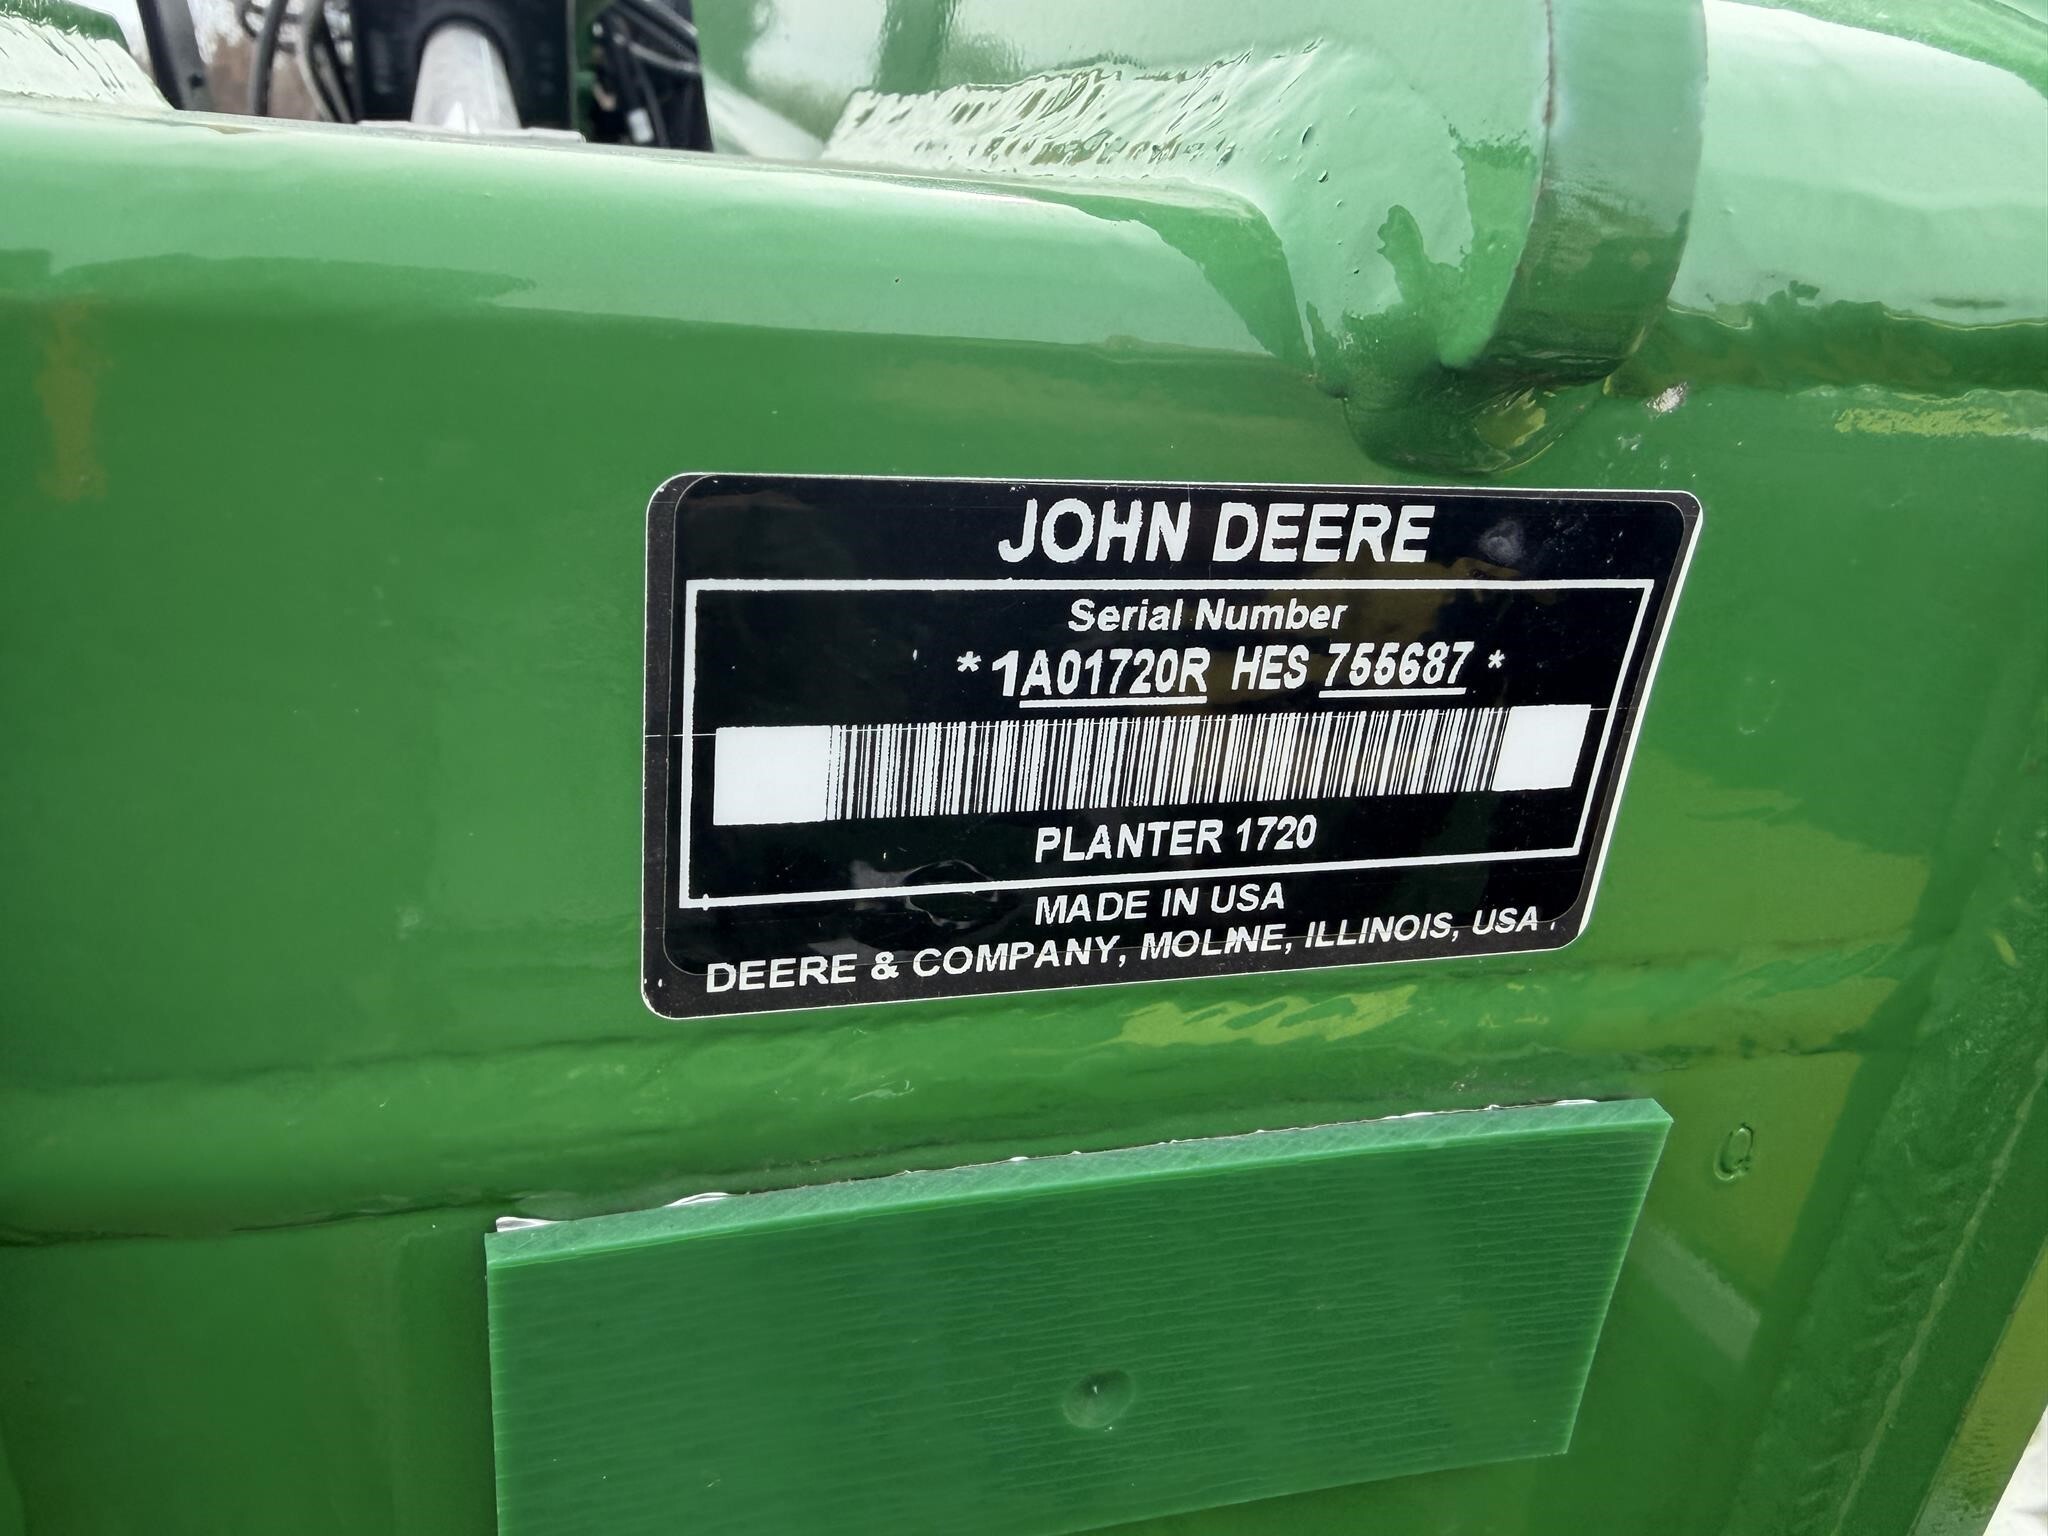 JOHN DEERE
Serial Number
*1A01720R HES 755687*
PLANTER 1720
MADE IN USA
DEERE & COMPANY, MOLINE, ILLINOIS, USA
Q